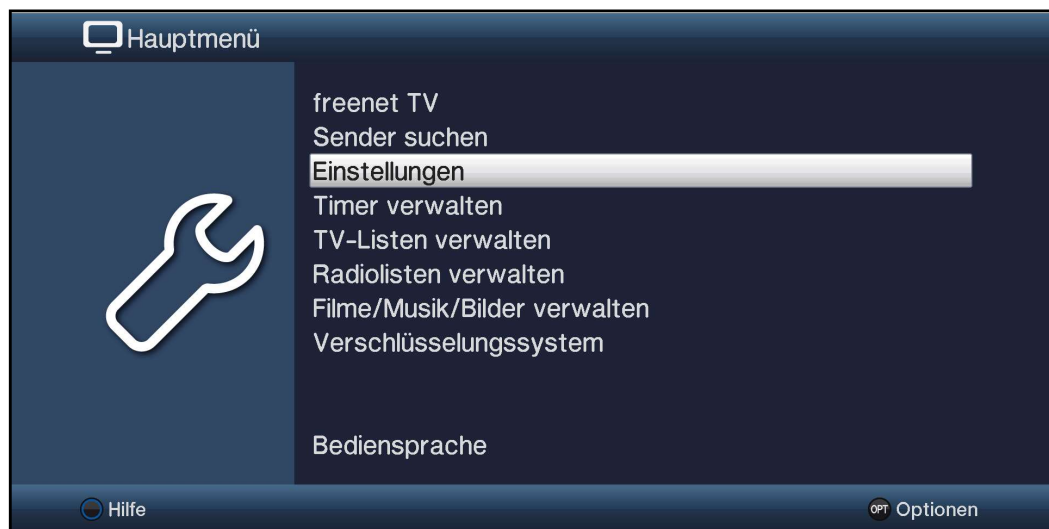 Hauptmenü
freenet TV
Sender suchen
Einstellungen
Timer verwalten
TV-Listen verwalten
Radiolisten verwalten
Filme/Musik/Bilder verwalten
Verschlüsselungssystem
Bediensprache
Hilfe
OPT Optionen